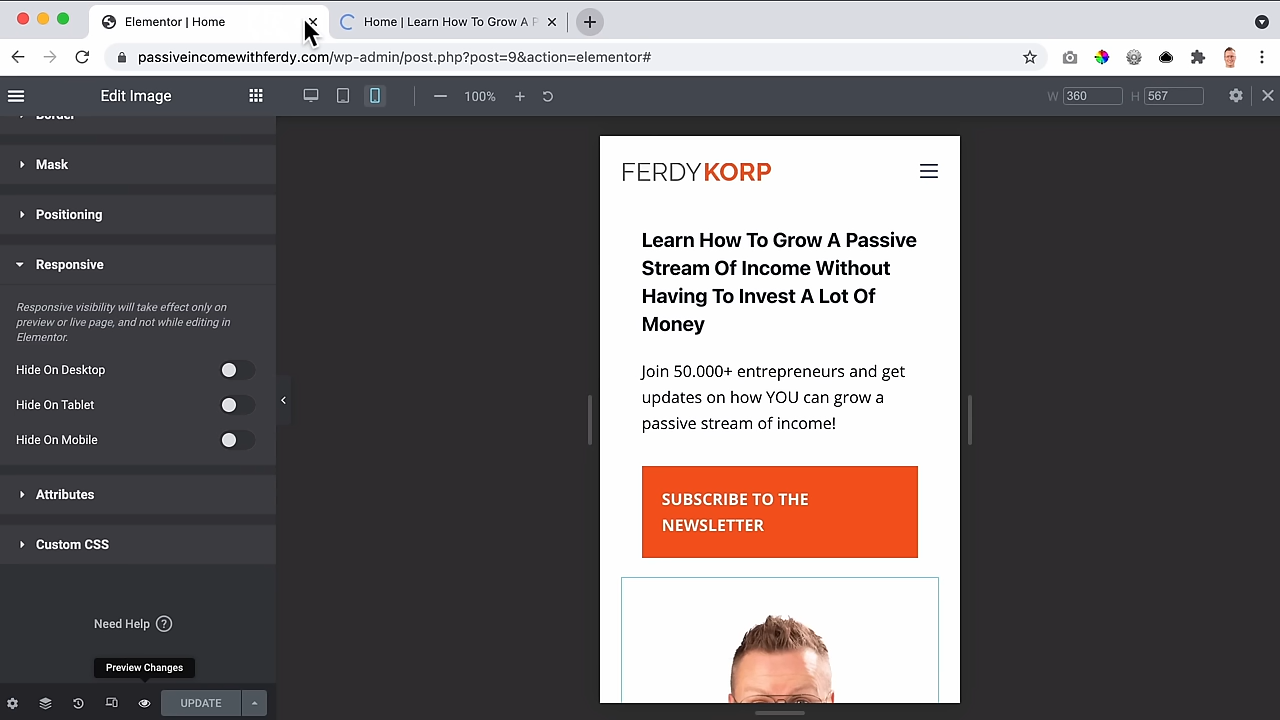 Elementor | Home
Home | Learn How To Grow A P
passiveincomewithferdy.com/wp-admin/post.php?post=9&action=elementor#
Edit Image
100%
W 360
H 567
Border
Mask
Positioning
Responsive
Responsive visibility will take effect only on
preview or live page, and not while editing in
Elementor.
Hide On Desktop
Hide On Tablet
Hide On Mobile
Attributes
Custom CSS
Need Help ?
Preview Changes
UPDATE
FERDYKORP
Learn How To Grow A Passive
Stream Of Income Without
Having To Invest A Lot Of
Money
Join 50.000+ entrepreneurs and get
updates on how YOU can grow a
passive stream of income!
SUBSCRIBE TO THE
NEWSLETTER